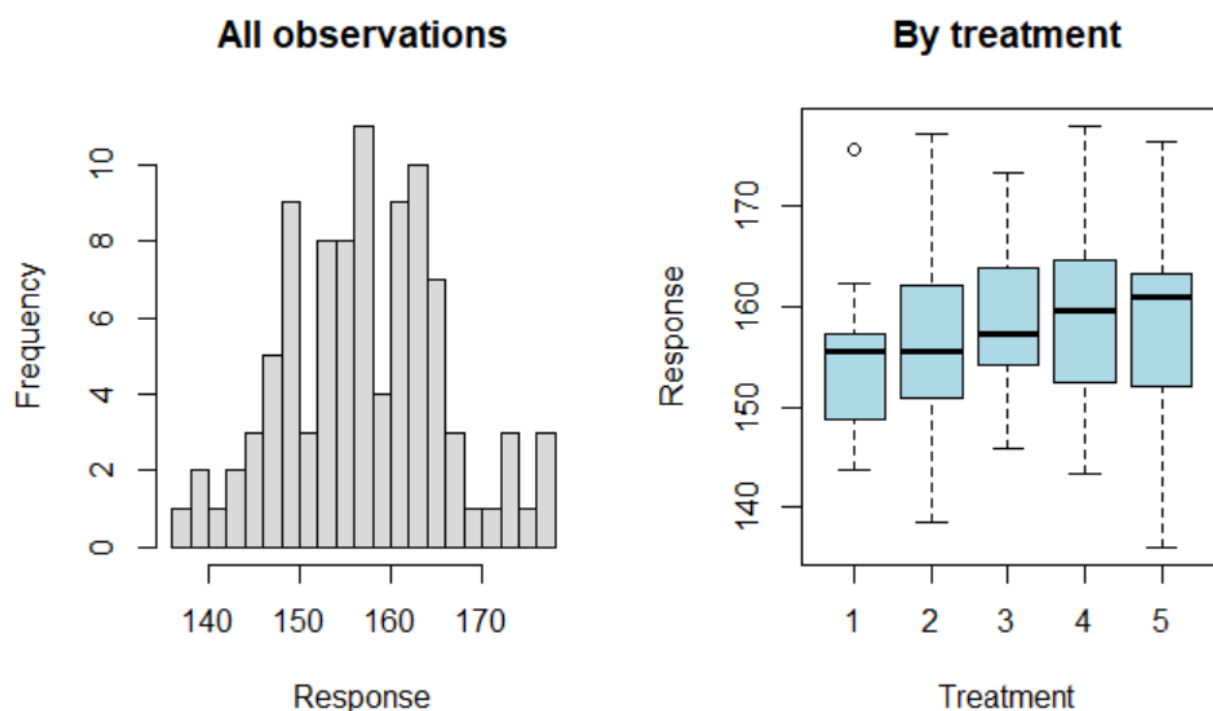 All observations
Frequency
10
8
6
4
2
0
140 150 160 170
Response
By treatment
Response
170
160
150
140
1 2 3 4 5
Treatment